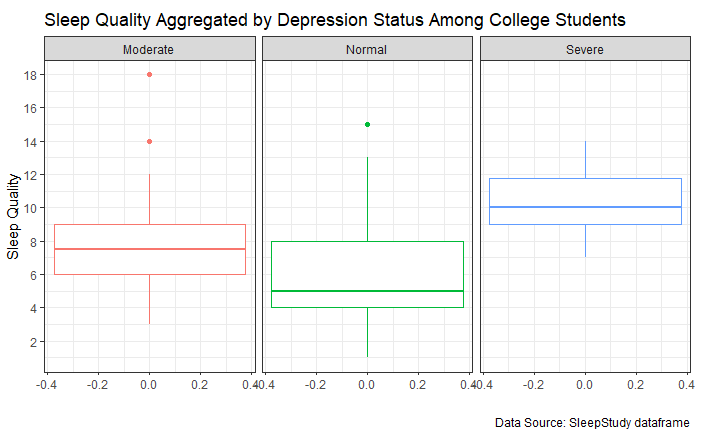 Sleep Quality Aggregated by Depression Status Among College Students
Moderate Normal Severe
18
16
14
12
10
8
6
4
2
Sleep Quality
-0.4 -0.2 0.0 0.2 0.4 -0.4 -0.2 0.0 0.2 0.4 -0.4 -0.2 0.0 0.2 0.4
Data Source: SleepStudy dataframe